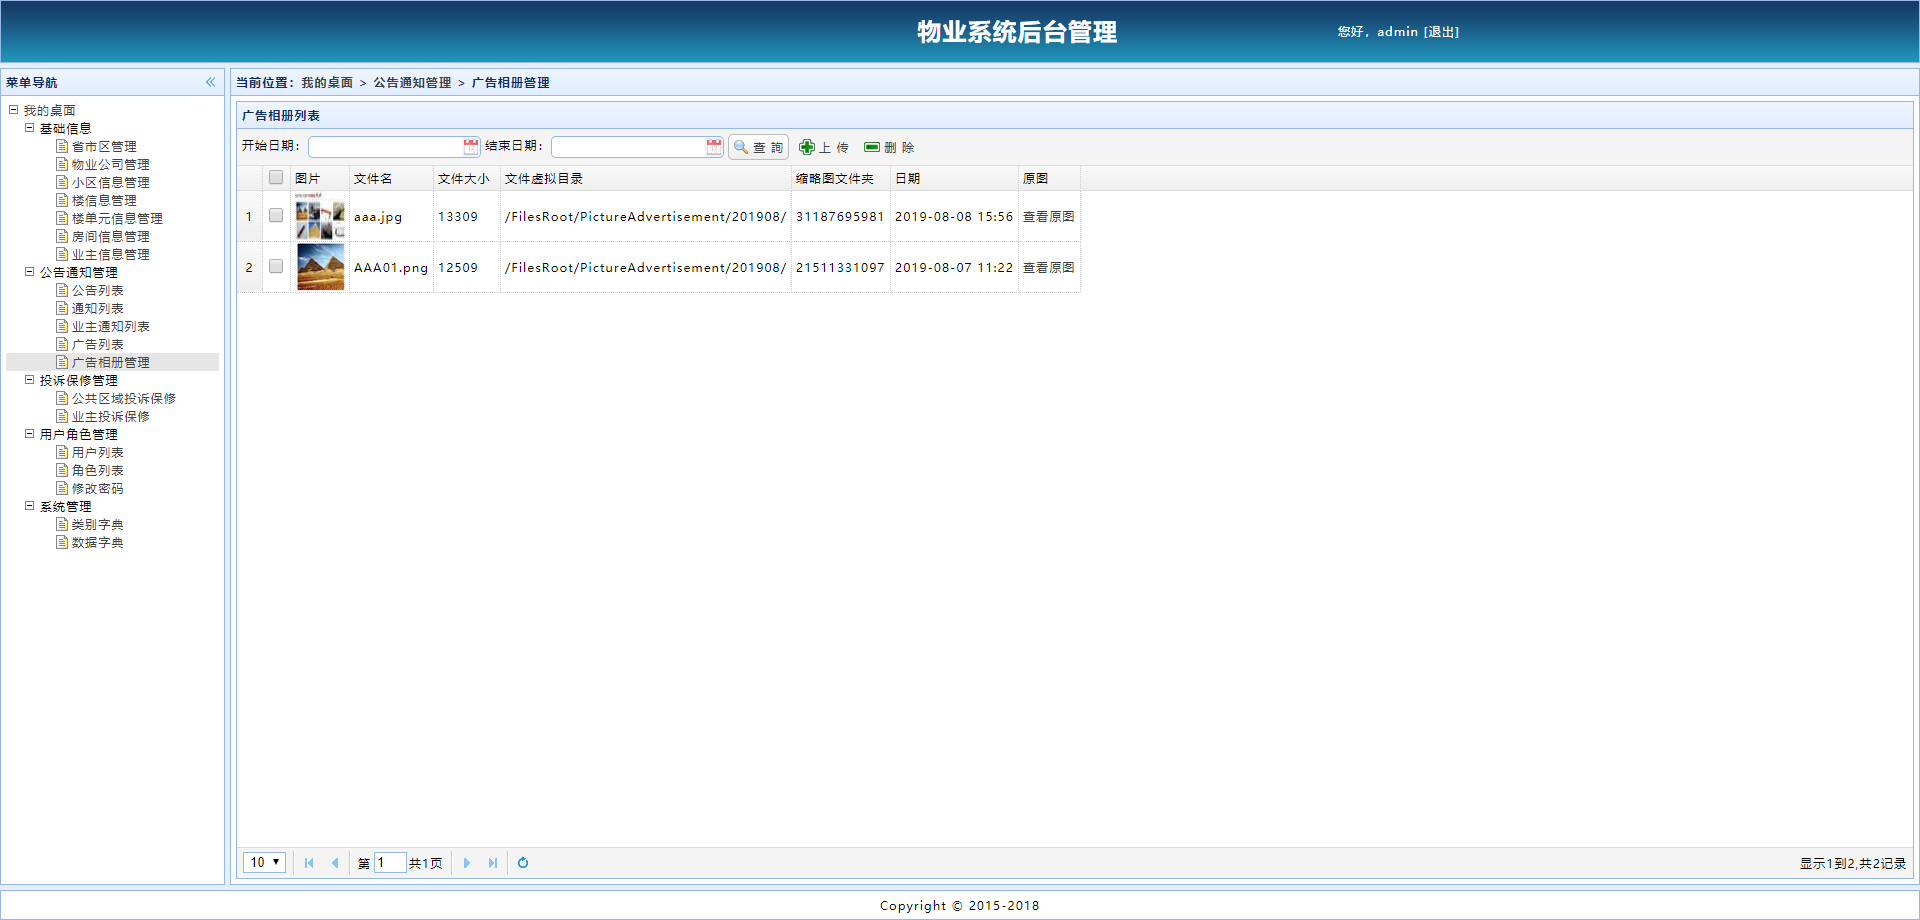 物业系统后台管理
您好，admin [退出]
菜单导航
我的桌面
基础信息
省市区管理
物业公司管理
小区信息管理
楼信息管理
楼单元信息管理
房间信息管理
业主信息管理
公告通知管理
公告列表
通知列表
业主通知列表
广告列表
广告相册管理
投诉保修管理
公共区域投诉保修
业主投诉保修
用户角色管理
用户列表
角色列表
修改密码
系统管理
类别字典
数据字典
当前位置：我的桌面 > 公告通知管理 > 广告相册管理
广告相册列表
开始日期： 结束日期： 查 詢 上 传 删 除
图片 文件名 文件大小 文件虚拟目录 缩略图文件夹 日期 原图
1 aaa.jpg 13309 /FilesRoot/PictureAdvertisement/201908/ 31187695981 2019-08-08 15:56 查看原图
2 AAA01.png 12509 /FilesRoot/PictureAdvertisement/201908/ 21511331097 2019-08-07 11:22 查看原图
10 第 1 共1页 显示1到2,共2记录
Copyright © 2015-2018